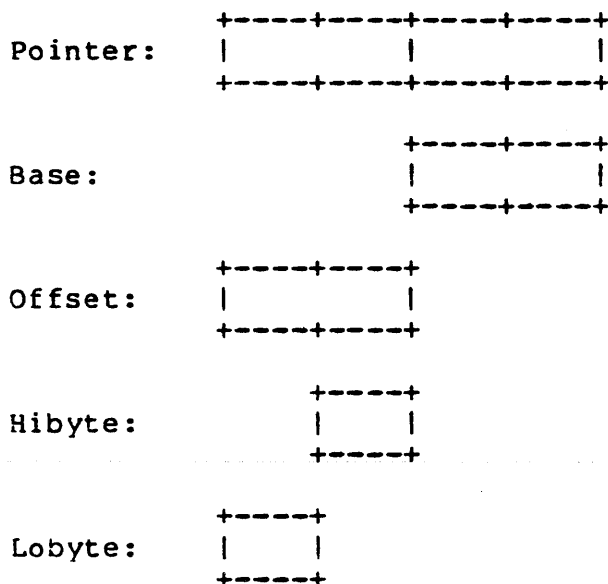 +----+----+----+----+
Pointer:  |         |         |
          +----+----+----+----+
                    +----+----+
Base:               |         |
                    +----+----+
          +----+----+
Offset:   |         |
          +----+----+
               +----+
Hibyte:        |    |
               +----+
          +----+
Lobyte:   |    |
          +----+